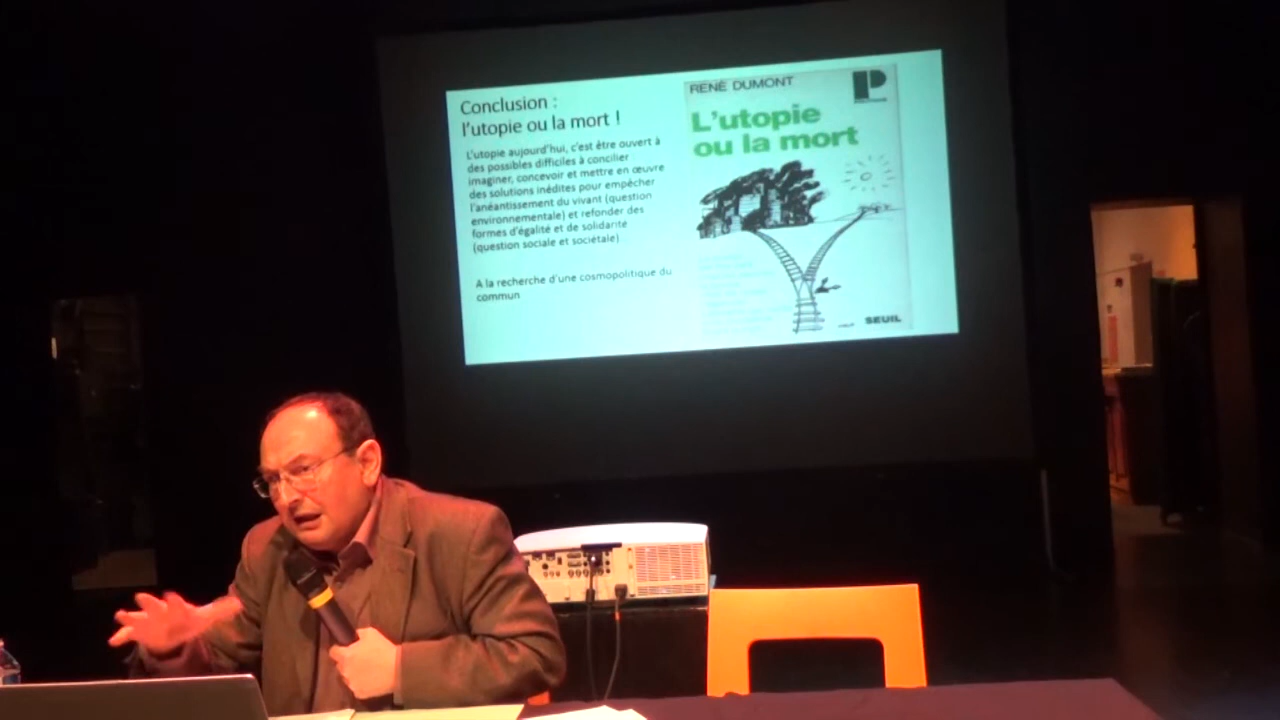 Conclusion :
l'utopie ou la mort !
L'utopie aujourd'hui, c'est être ouvert à
des possibles difficiles à concilier
imaginer, concevoir et mettre en œuvre
des solutions inédites pour empêcher
l'anéantissement du vivant (question
environnementale) et refonder des
formes d'égalité et de solidarité
(question sociale et sociétale)
A la recherche d'une cosmopolitique du
commun
RENÉ DUMONT
P
L'utopie
ou la mort
SEUIL